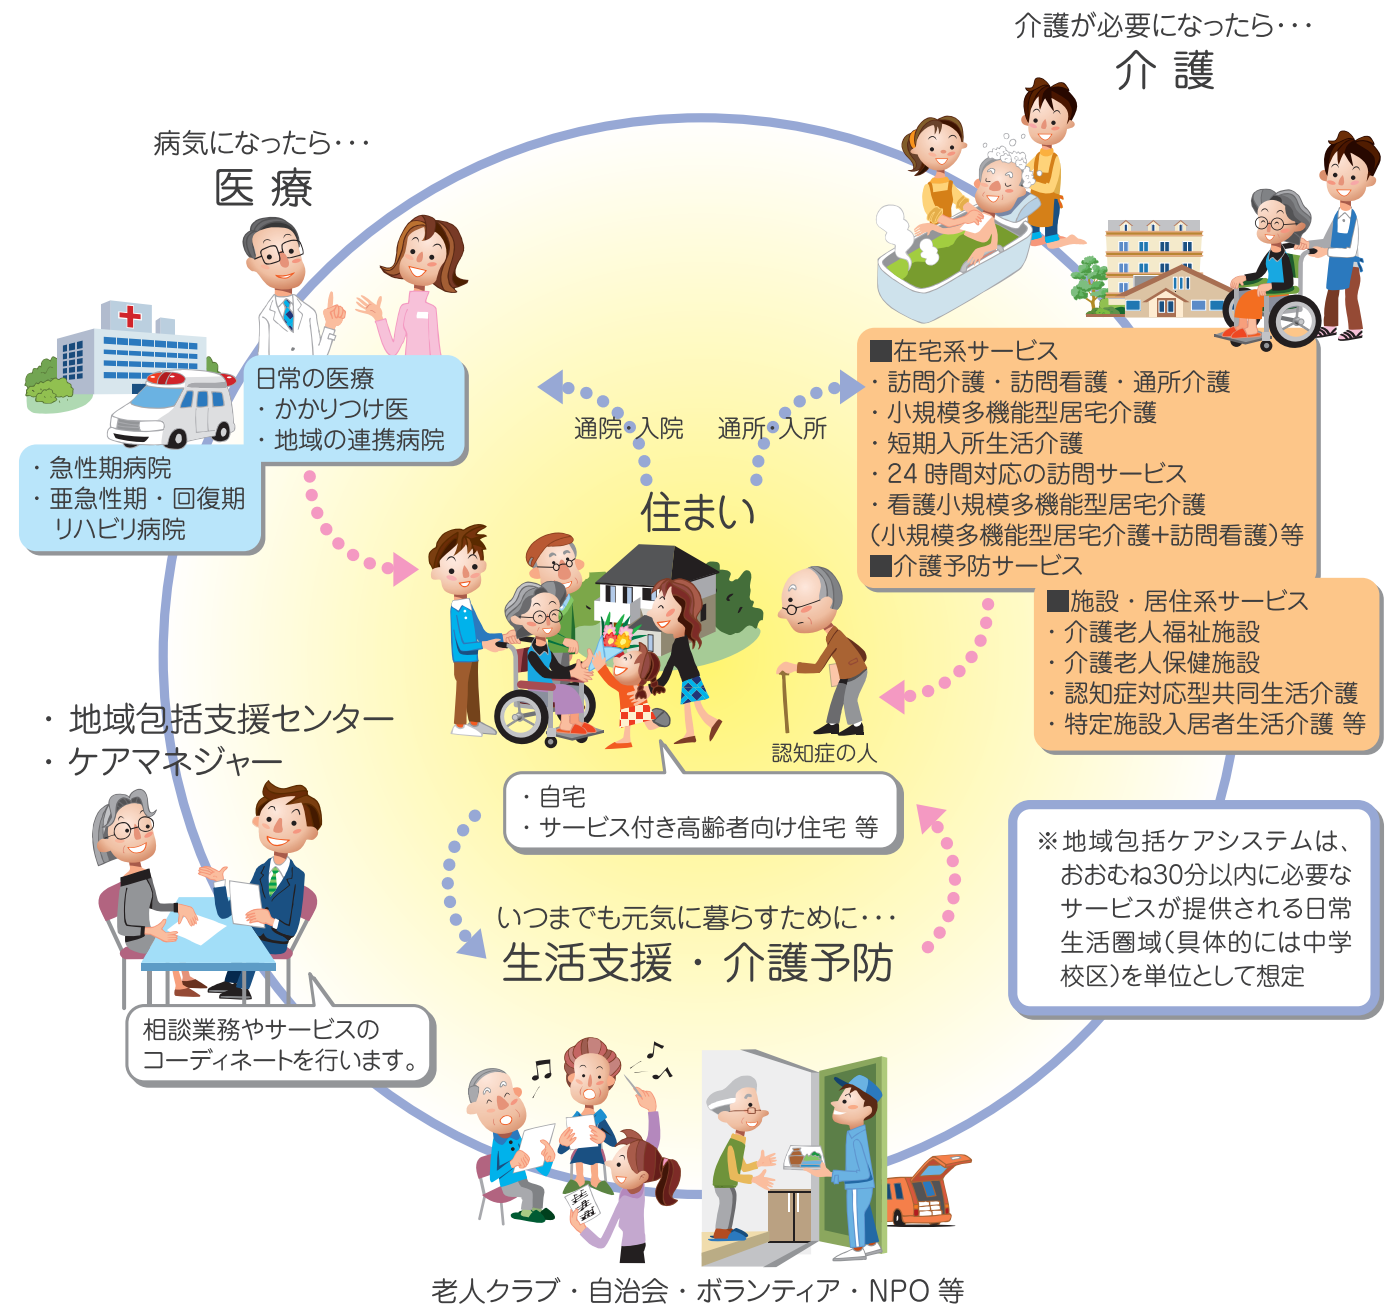 介護が必要になったら・・・
介 護
病気になったら・・・
医 療
日常の医療
・かかりつけ医
・地域の連携病院
・急性期病院
・亜急性期・回復期
リハビリ病院
■在宅系サービス
・訪問介護・訪問看護・通所介護
・小規模多機能型居宅介護
・短期入所生活介護
・24時間対応の訪問サービス
・看護小規模多機能型居宅介護
(小規模多機能型居宅介護+訪問看護)等
■介護予防サービス
■施設・居住系サービス
・介護老人福祉施設
・介護老人保健施設
・認知症対応型共同生活介護
・特定施設入居者生活介護 等
通院・入院
通所・入所
住まい
認知症の人
・自宅
・サービス付き高齢者向け住宅 等
・地域包括支援センター
・ケアマネジャー
相談業務やサービスの
コーディネートを行います。
※地域包括ケアシステムは、
おおむね30分以内に必要な
サービスが提供される日常
生活圏域(具体的には中学
校区)を単位として想定
いつまでも元気に暮らすために・・・
生活支援・介護予防
老人クラブ・自治会・ボランティア・NPO 等